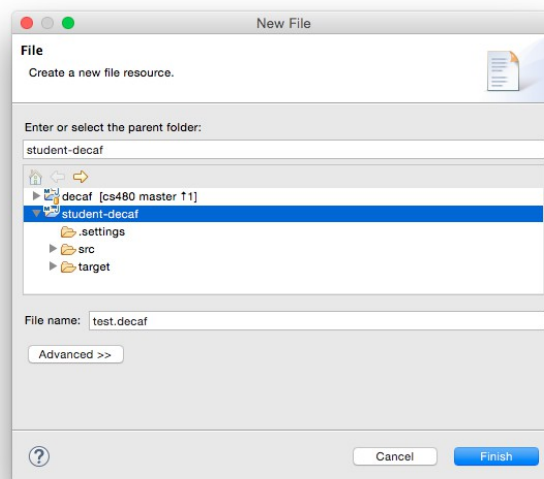 New File
File
Create a new file resource.
Enter or select the parent folder:
student-decaf
decaf [cs480 master ↑1]
student-decaf
.settings
src
target
File name: test.decaf
Advanced >>
? Cancel Finish